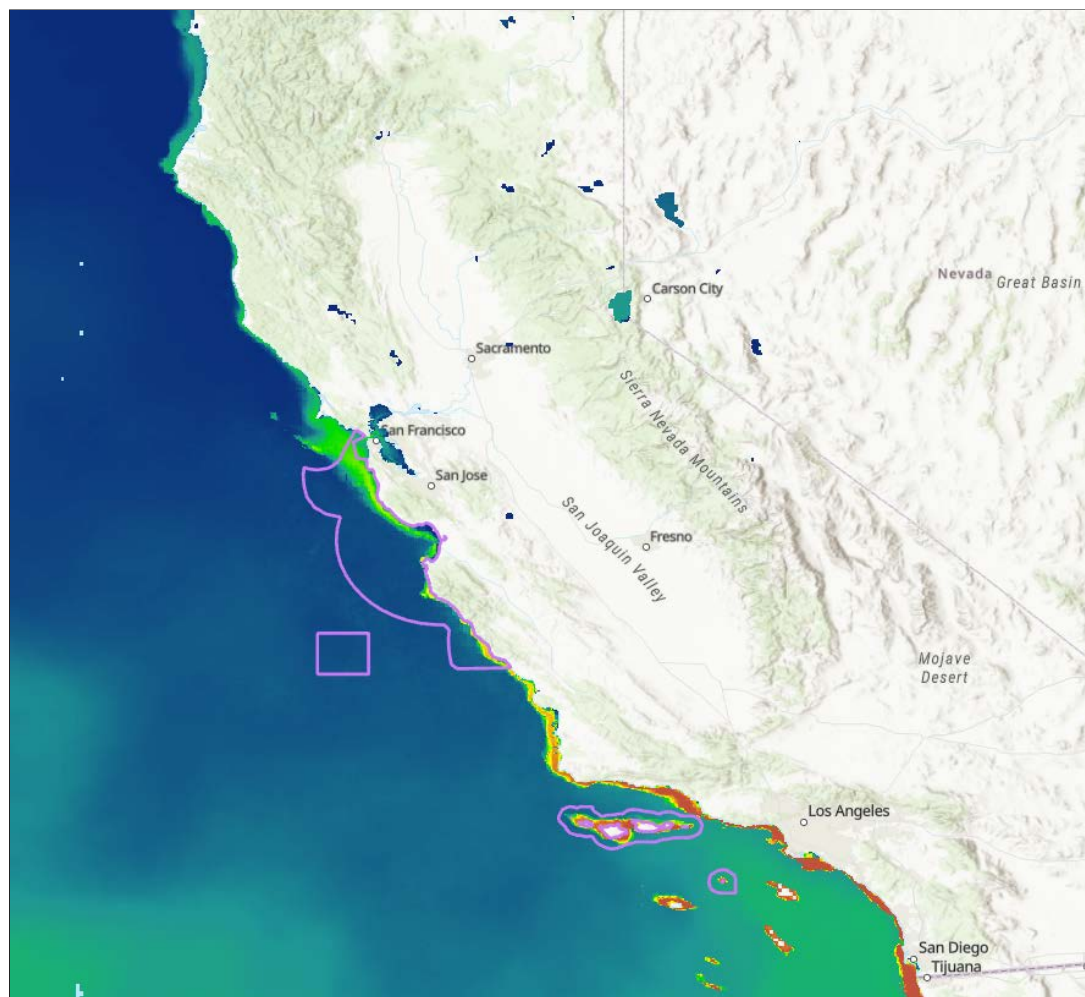 Nevada
Great Basin
Carson City
Sacramento
Sierra Nevada Mountains
San Francisco
San Jose
San Joaquin Valley
Fresno
Mojave
Desert
Los Angeles
San Diego
Tijuana